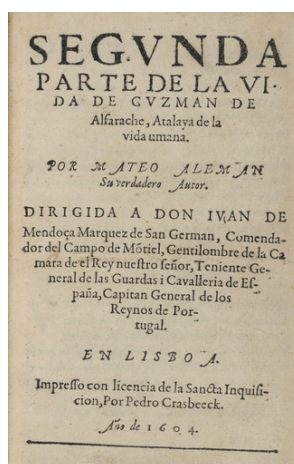 SEGVNDA
PARTE DE LA VI-
DA DE GVZMAN DE
Alfarache, Atalaya de la
vida umana.
POR MATEO ALEMAN
Su verdadero Autor.
DIRIGIDA A DON IVAN DE
Mendoça Marquez de San German, Comenda-
dor del Campo de Mõtiel, Gentilombre de la Ca
mara de el Rey nuestro señor, Teniente Ge-
neral de las Guardas i Cavalleria de Es-
paña, Capitan General de los
Reynos de Por-
tugal.
EN LISBOA.
Impresso con licencia de la Sancta Inquisi-
cion, Por Pedro Crasbeeck.
Año de 1604.